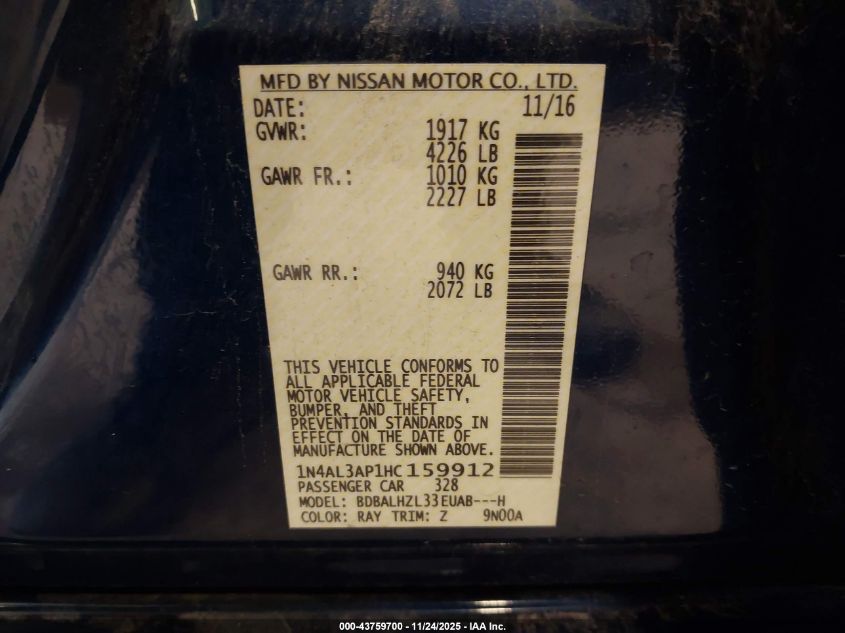 MFD BY NISSAN MOTOR CO., LTD.
DATE: 11/16
GVWR: 1917 KG
4226 LB
GAWR FR.: 1010 KG
2227 LB
GAWR RR.: 940 KG
2072 LB
THIS VEHICLE CONFORMS TO
ALL APPLICABLE FEDERAL
MOTOR VEHICLE SAFETY,
BUMPER, AND THEFT
PREVENTION STANDARDS IN
EFFECT ON THE DATE OF
MANUFACTURE SHOWN ABOVE.
1N4AL3AP1HC159912
PASSENGER CAR 328
MODEL: BDBALHZL33EUAB---H
COLOR: RAY TRIM: Z 9N00A
000-43759700 - 11/24/2025 - IAA Inc.